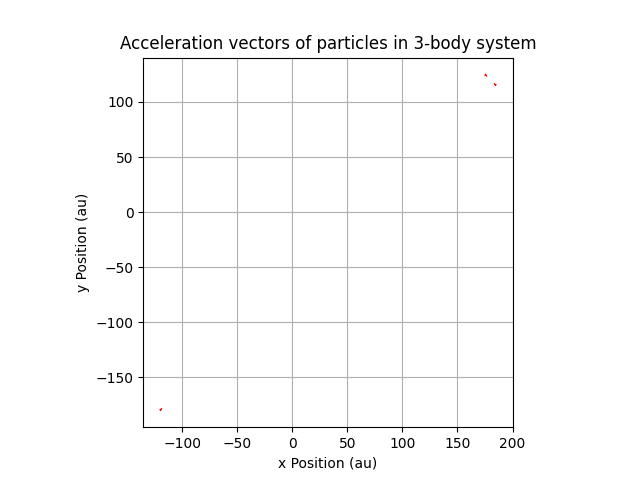 Acceleration vectors of particles in 3-body system
100
50
0
−50
−100
−150
y Position (au)
−100 −50 0 50 100 150 200
x Position (au)